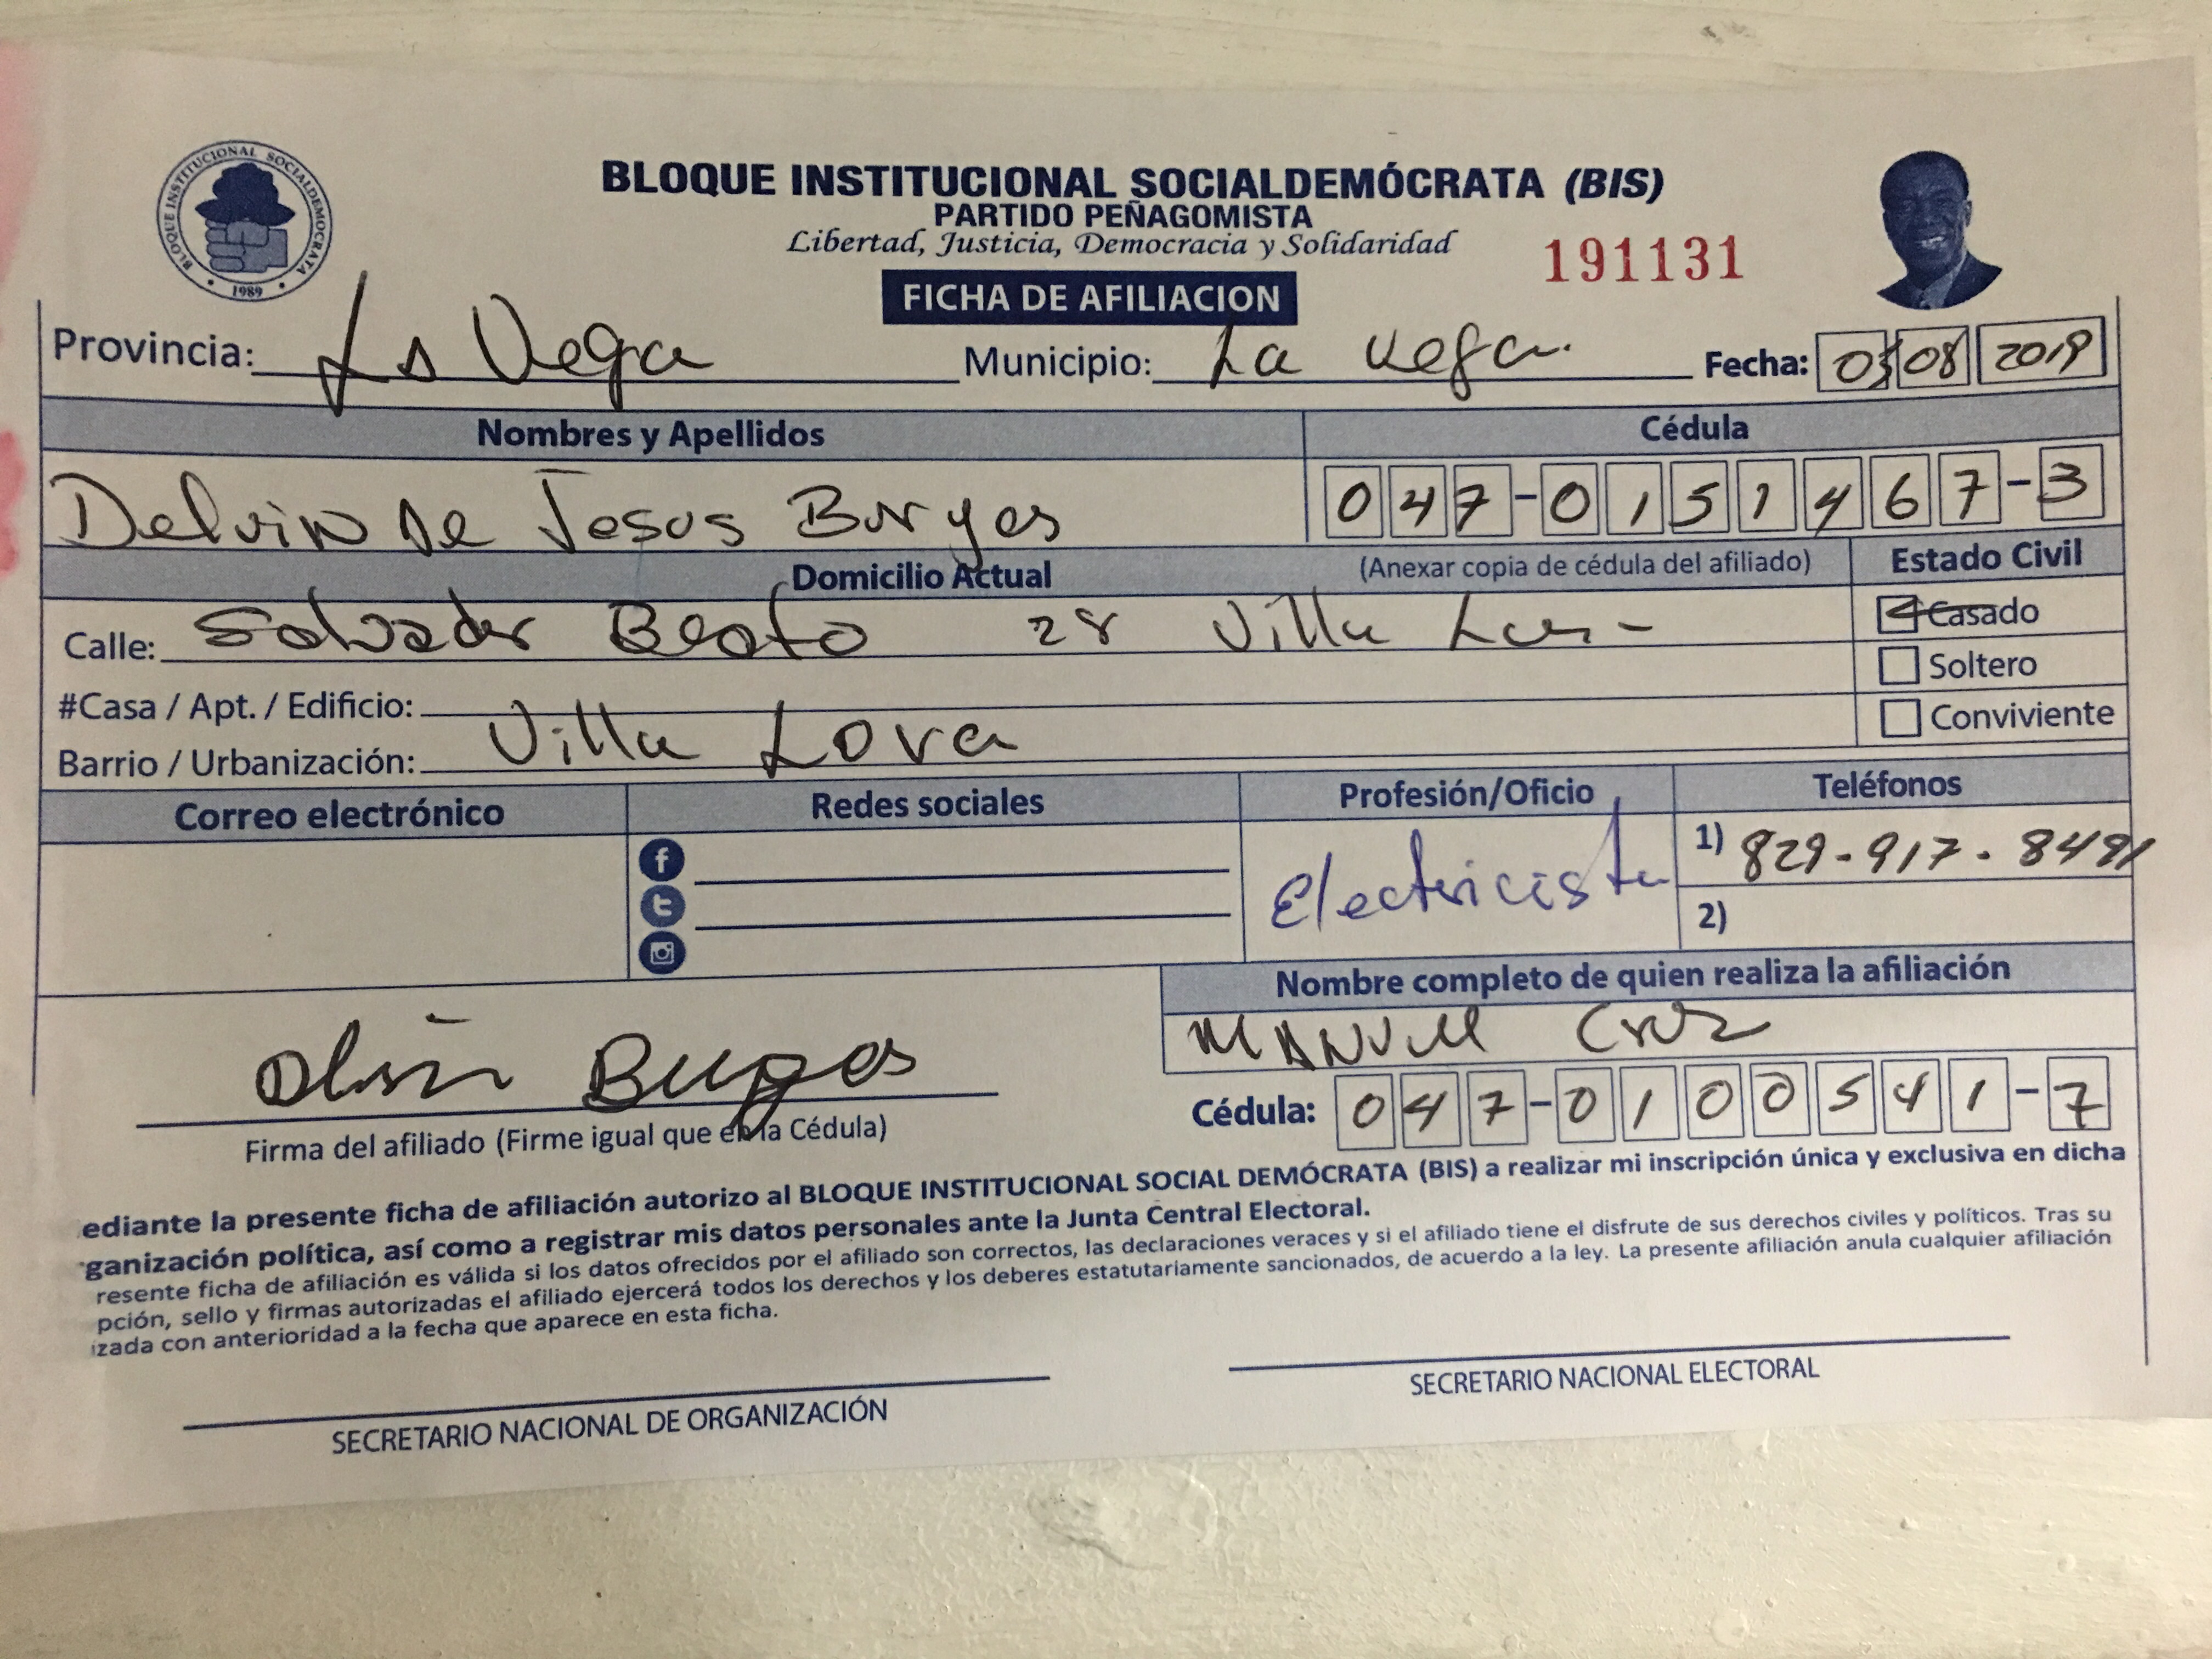 BLOQUE INSTITUCIONAL SOCIALDEMOCRATA
1989
BLOQUE INSTITUCIONAL SOCIALDEMÓCRATA (BIS)
PARTIDO PEÑAGOMISTA
Libertad, Justicia, Democracia y Solidaridad
191131
FICHA DE AFILIACION
Provincia: La Vega Municipio: La Vega. Fecha: 03 08 2019
Nombres y Apellidos Cédula
Delvin De Jesus Burgos 047-0151467-3
Domicilio Actual (Anexar copia de cédula del afiliado) Estado Civil
Calle: Salvador Beato 28 Villa Casado
Soltero
#Casa / Apt. / Edificio:
Conviviente
Barrio / Urbanización: Villa Lora
Correo electrónico Redes sociales Profesión/Oficio Teléfonos
Electricista 1) 829-917-8491
2)
Nombre completo de quien realiza la afiliación
Manuel Cruz
Burgos
Cédula: 047-0100541-7
Firma del afiliado (Firme igual que en la Cédula)
ediante la presente ficha de afiliación autorizo al BLOQUE INSTITUCIONAL SOCIAL DEMÓCRATA (BIS) a realizar mi inscripción única y exclusiva en dicha
ganización política, así como a registrar mis datos personales ante la Junta Central Electoral.
resente ficha de afiliación es válida si los datos ofrecidos por el afiliado son correctos, las declaraciones veraces y si el afiliado tiene el disfrute de sus derechos civiles y políticos. Tras su
pción, sello y firmas autorizadas el afiliado ejercerá todos los derechos y los deberes estatutariamente sancionados, de acuerdo a la ley. La presente afiliación anula cualquier afiliación
izada con anterioridad a la fecha que aparece en esta ficha.
SECRETARIO NACIONAL DE ORGANIZACIÓN SECRETARIO NACIONAL ELECTORAL